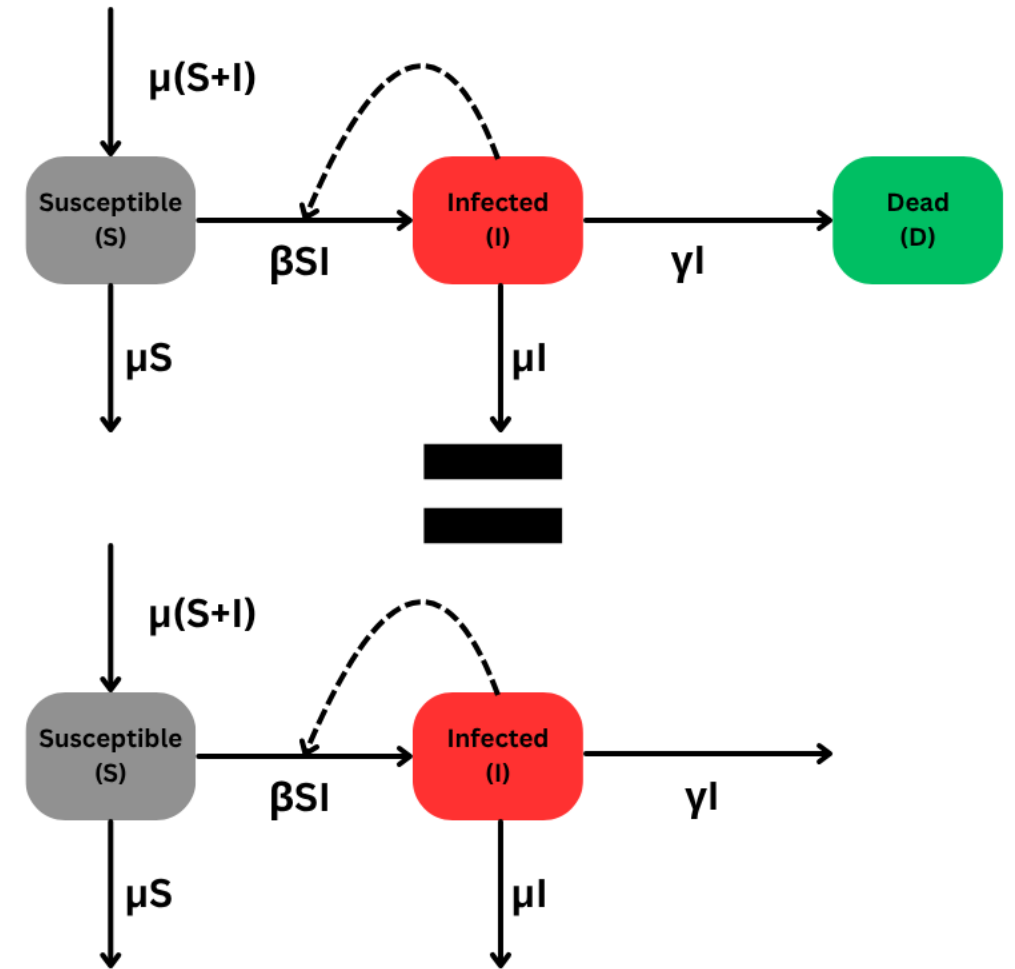 μ(S+I)
Susceptible
(S)
Infected
(I)
Dead
(D)
βSI
γI
μS
μI
μ(S+I)
Susceptible
(S)
Infected
(I)
βSI
γI
μS
μI